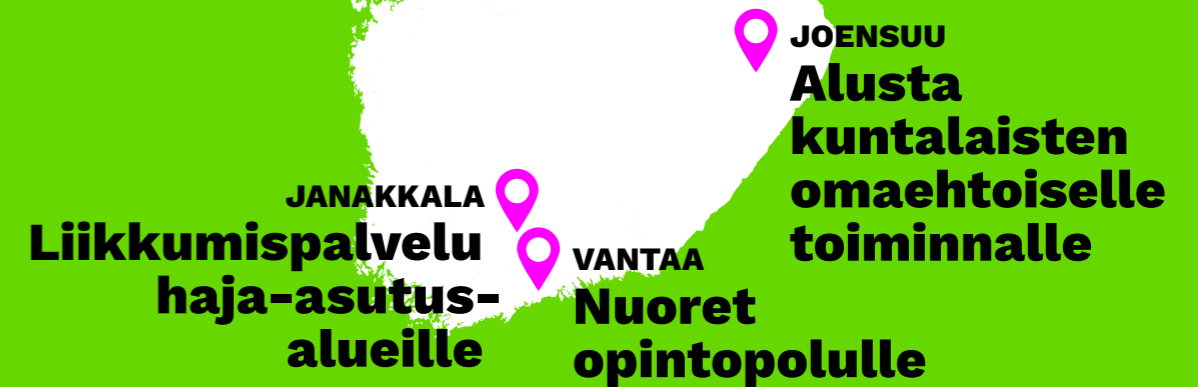 JOENSUU
Alusta
kuntalaisten
omaehtoiselle
toiminnalle
JANAKKALA
Liikkumispalvelu
haja-asutus-
alueille
VANTAA
Nuoret
opintopolulle